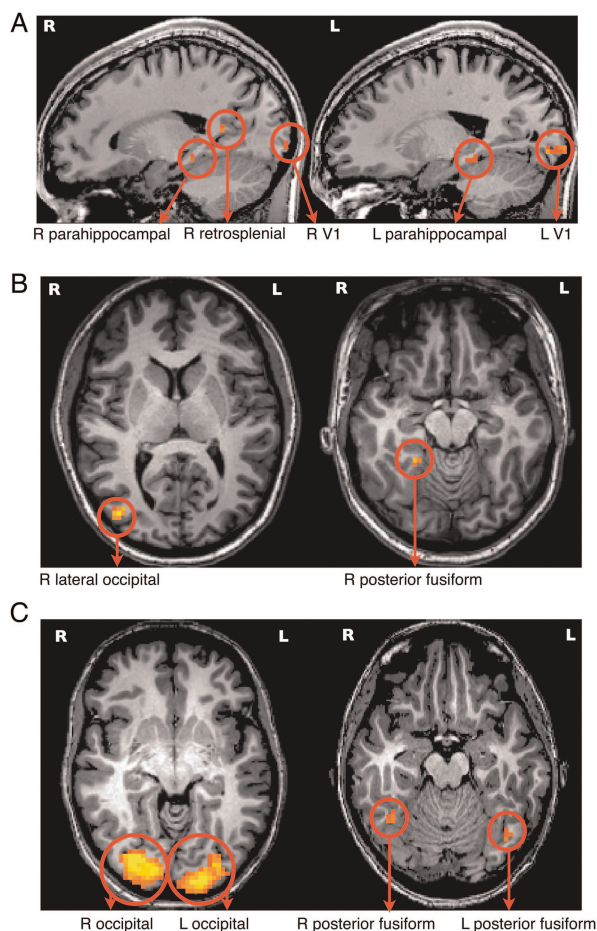 A
R L
R parahippocampal R retrosplenial R V1 L parahippocampal L V1
B
R L R L
R lateral occipital R posterior fusiform
C
R L R L
R occipital L occipital R posterior fusiform L posterior fusiform